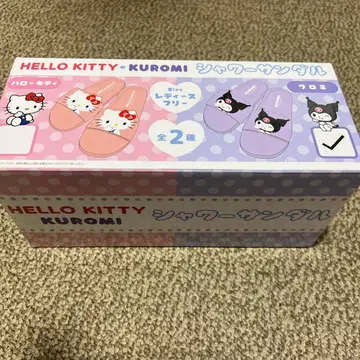 HELLO KITTY♥KUROMI シャワーサンダル
ハローキティ
Size
レディース
フリー
全2種
クロミ
HELLO KITTY
KUROMI
シャワーサンダル